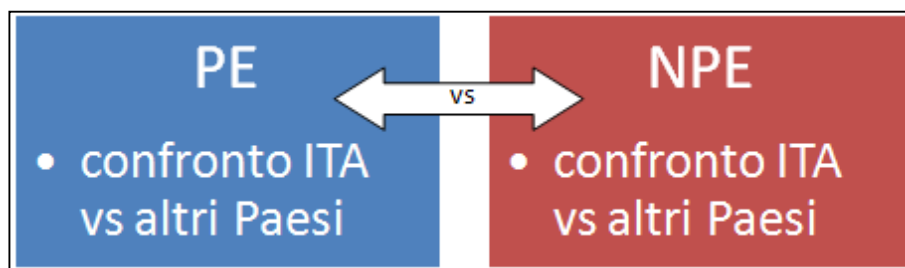 PE
• confronto ITA
vs altri Paesi
vs
NPE
• confronto ITA
vs altri Paesi